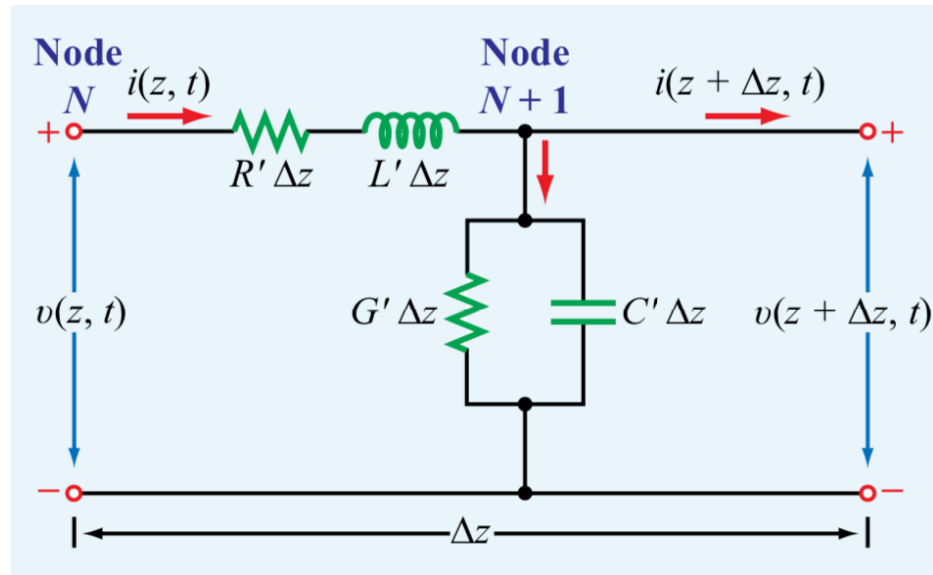 Node
N
i(z, t)
Node
N + 1
i(z + Δz, t)
+
+
R′ Δz
L′ Δz
υ(z, t)
G′ Δz
C′ Δz
υ(z + Δz, t)
−
−
Δz